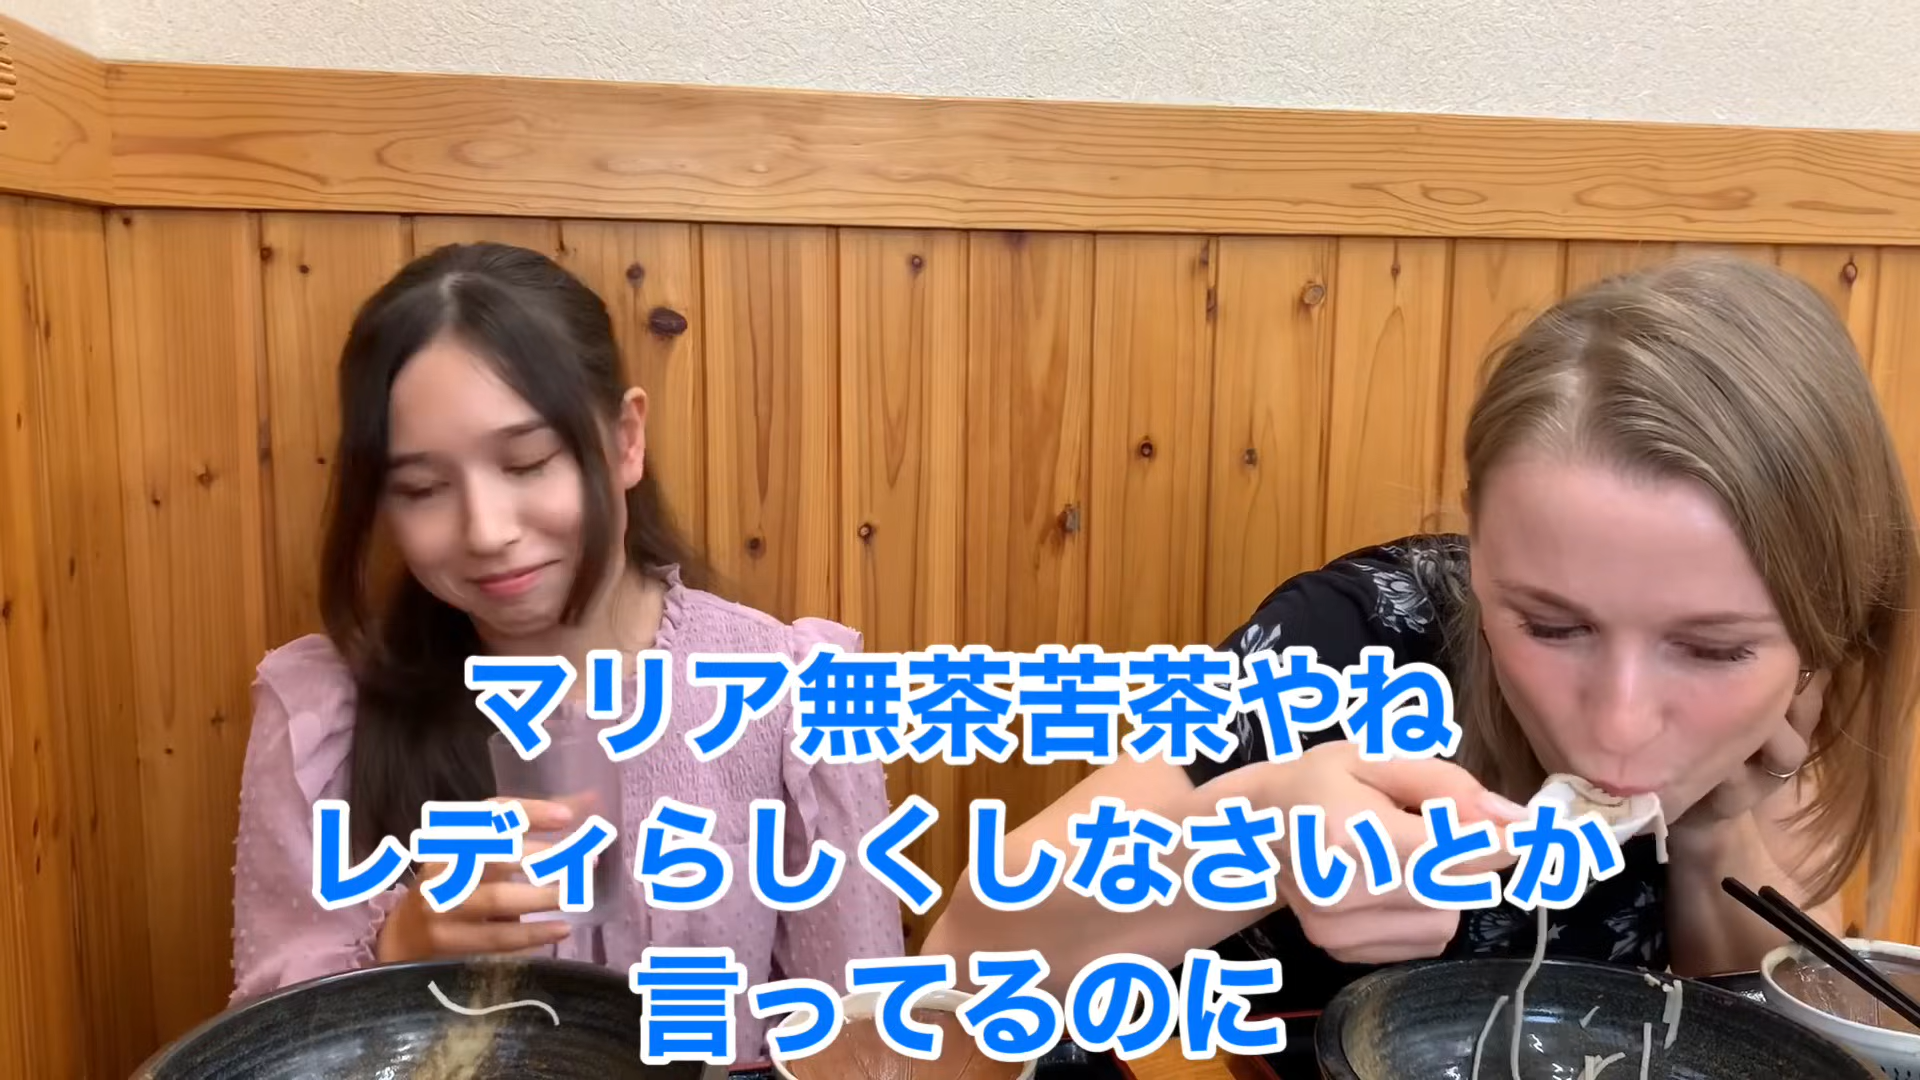 マリア無茶苦茶やね
レディらしくしなさいとか
言ってるのに